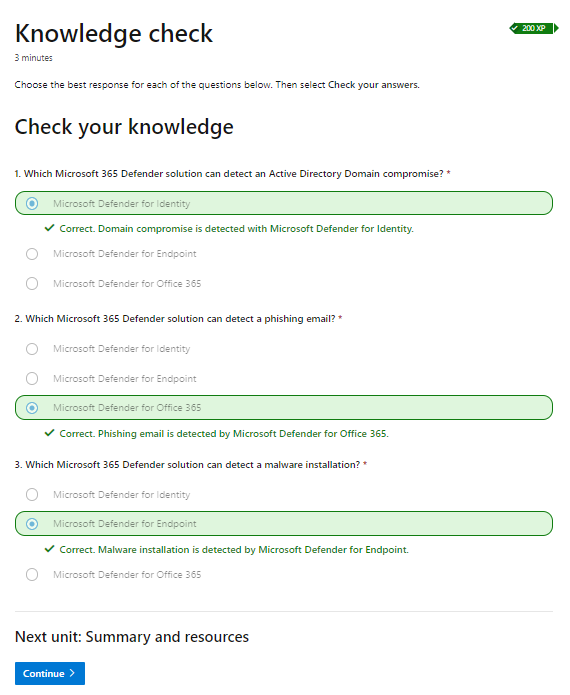 Knowledge check
200 XP
3 minutes
Choose the best response for each of the questions below. Then select Check your answers.
Check your knowledge
1. Which Microsoft 365 Defender solution can detect an Active Directory Domain compromise? *
Microsoft Defender for Identity
Correct. Domain compromise is detected with Microsoft Defender for Identity.
Microsoft Defender for Endpoint
Microsoft Defender for Office 365
2. Which Microsoft 365 Defender solution can detect a phishing email? *
Microsoft Defender for Identity
Microsoft Defender for Endpoint
Microsoft Defender for Office 365
Correct. Phishing email is detected by Microsoft Defender for Office 365.
3. Which Microsoft 365 Defender solution can detect a malware installation? *
Microsoft Defender for Identity
Microsoft Defender for Endpoint
Correct. Malware installation is detected by Microsoft Defender for Endpoint.
Microsoft Defender for Office 365
Next unit: Summary and resources
Continue